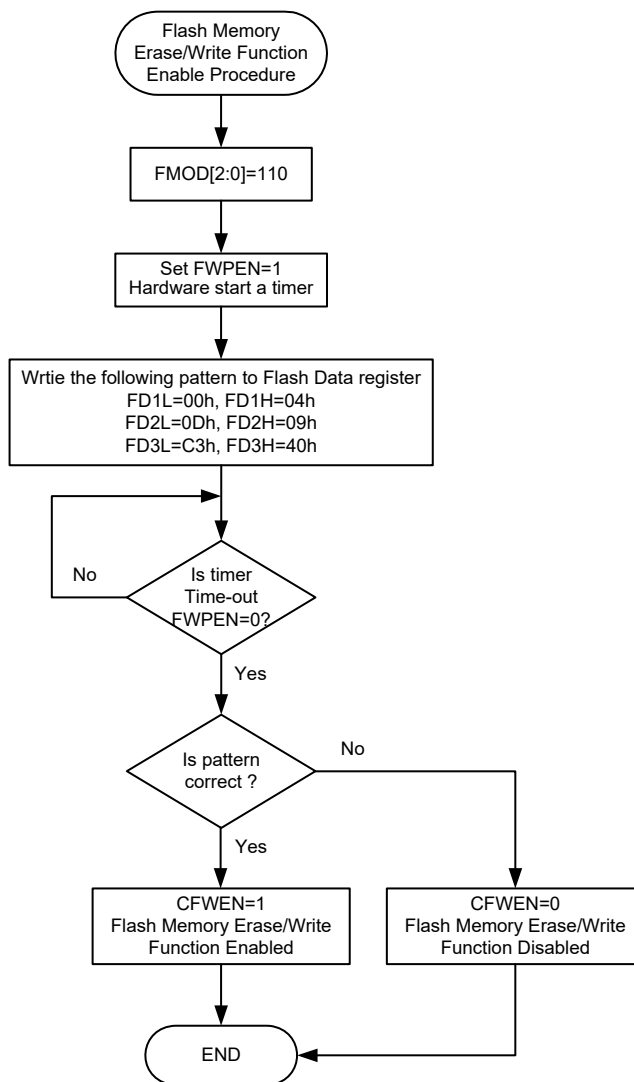 Flash Memory
Erase/Write Function
Enable Procedure
FMOD[2:0]=110
Set FWPEN=1
Hardware start a timer
Wrtie the following pattern to Flash Data register
FD1L=00h, FD1H=04h
FD2L=0Dh, FD2H=09h
FD3L=C3h, FD3H=40h
No
Is timer
Time-out
FWPEN=0?
Yes
Is pattern
correct ?
No
Yes
CFWEN=1
Flash Memory Erase/Write
Function Enabled
CFWEN=0
Flash Memory Erase/Write
Function Disabled
END